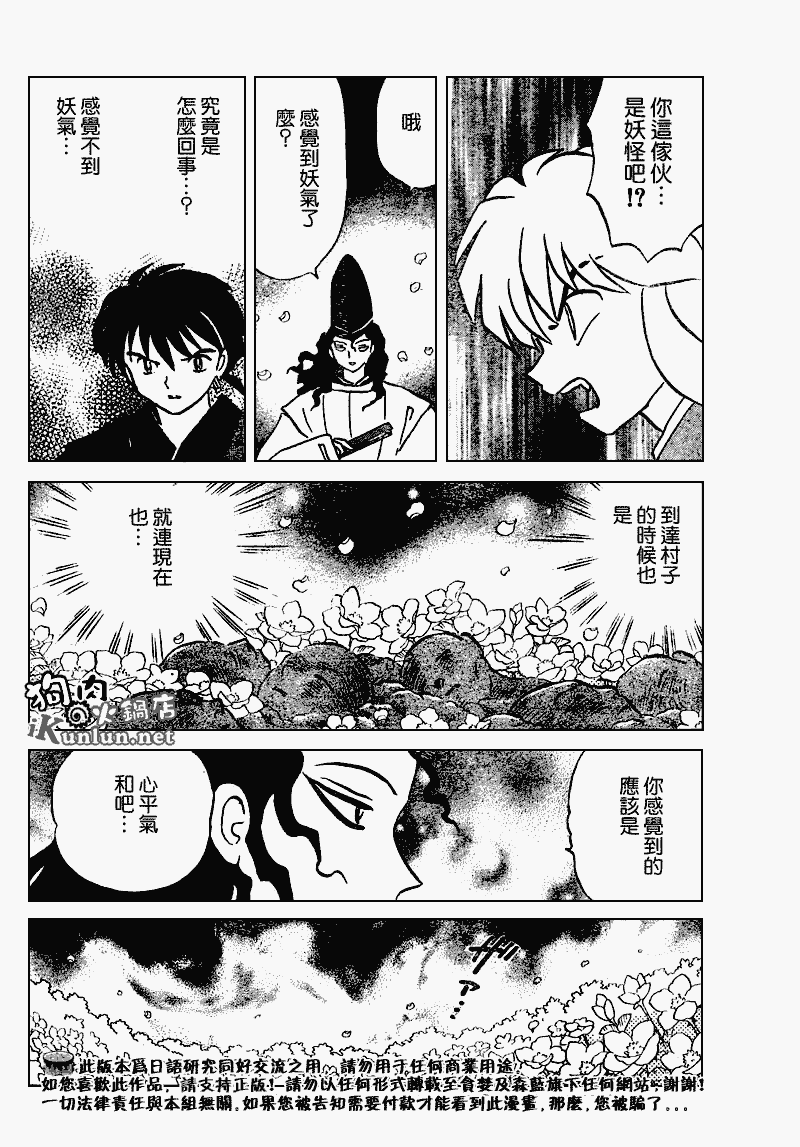 你這傢伙…
是妖怪吧!?
哦
感覺到妖氣了
麼?
究竟是
怎麼回事…?
感覺不到
妖氣…
到達村子
的時候也
是
就連現在
也…
你感覺到的
應該是
心平氣
和吧…
狗肉
火鍋店
iKunlun.net
ザァ…
此版本爲日語研究同好交流之用，請勿用于任何商業用途，
如您喜歡此作品，請支持正版!—請勿以任何形式轉載至貪婪及森藍旗下任何網站，謝謝!
一切法律責任與本組無關。如果您被告知需要付款才能看到此漫畫，那麼，您被騙了。。。